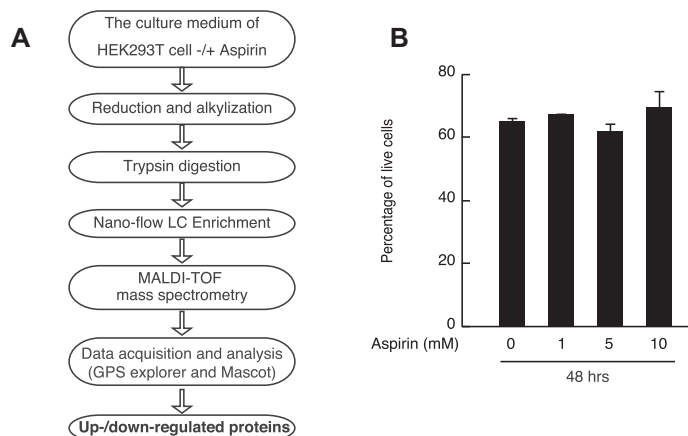 A
The culture medium of
HEK293T cell -/+ Aspirin
Reduction and alkylization
Trypsin digestion
Nano-flow LC Enrichment
MALDI-TOF
mass spectrometry
Data acquisition and analysis
(GPS explorer and Mascot)
Up-/down-regulated proteins
B
Percentage of live cells
80
60
40
20
0
Aspirin (mM) 0 1 5 10
48 hrs